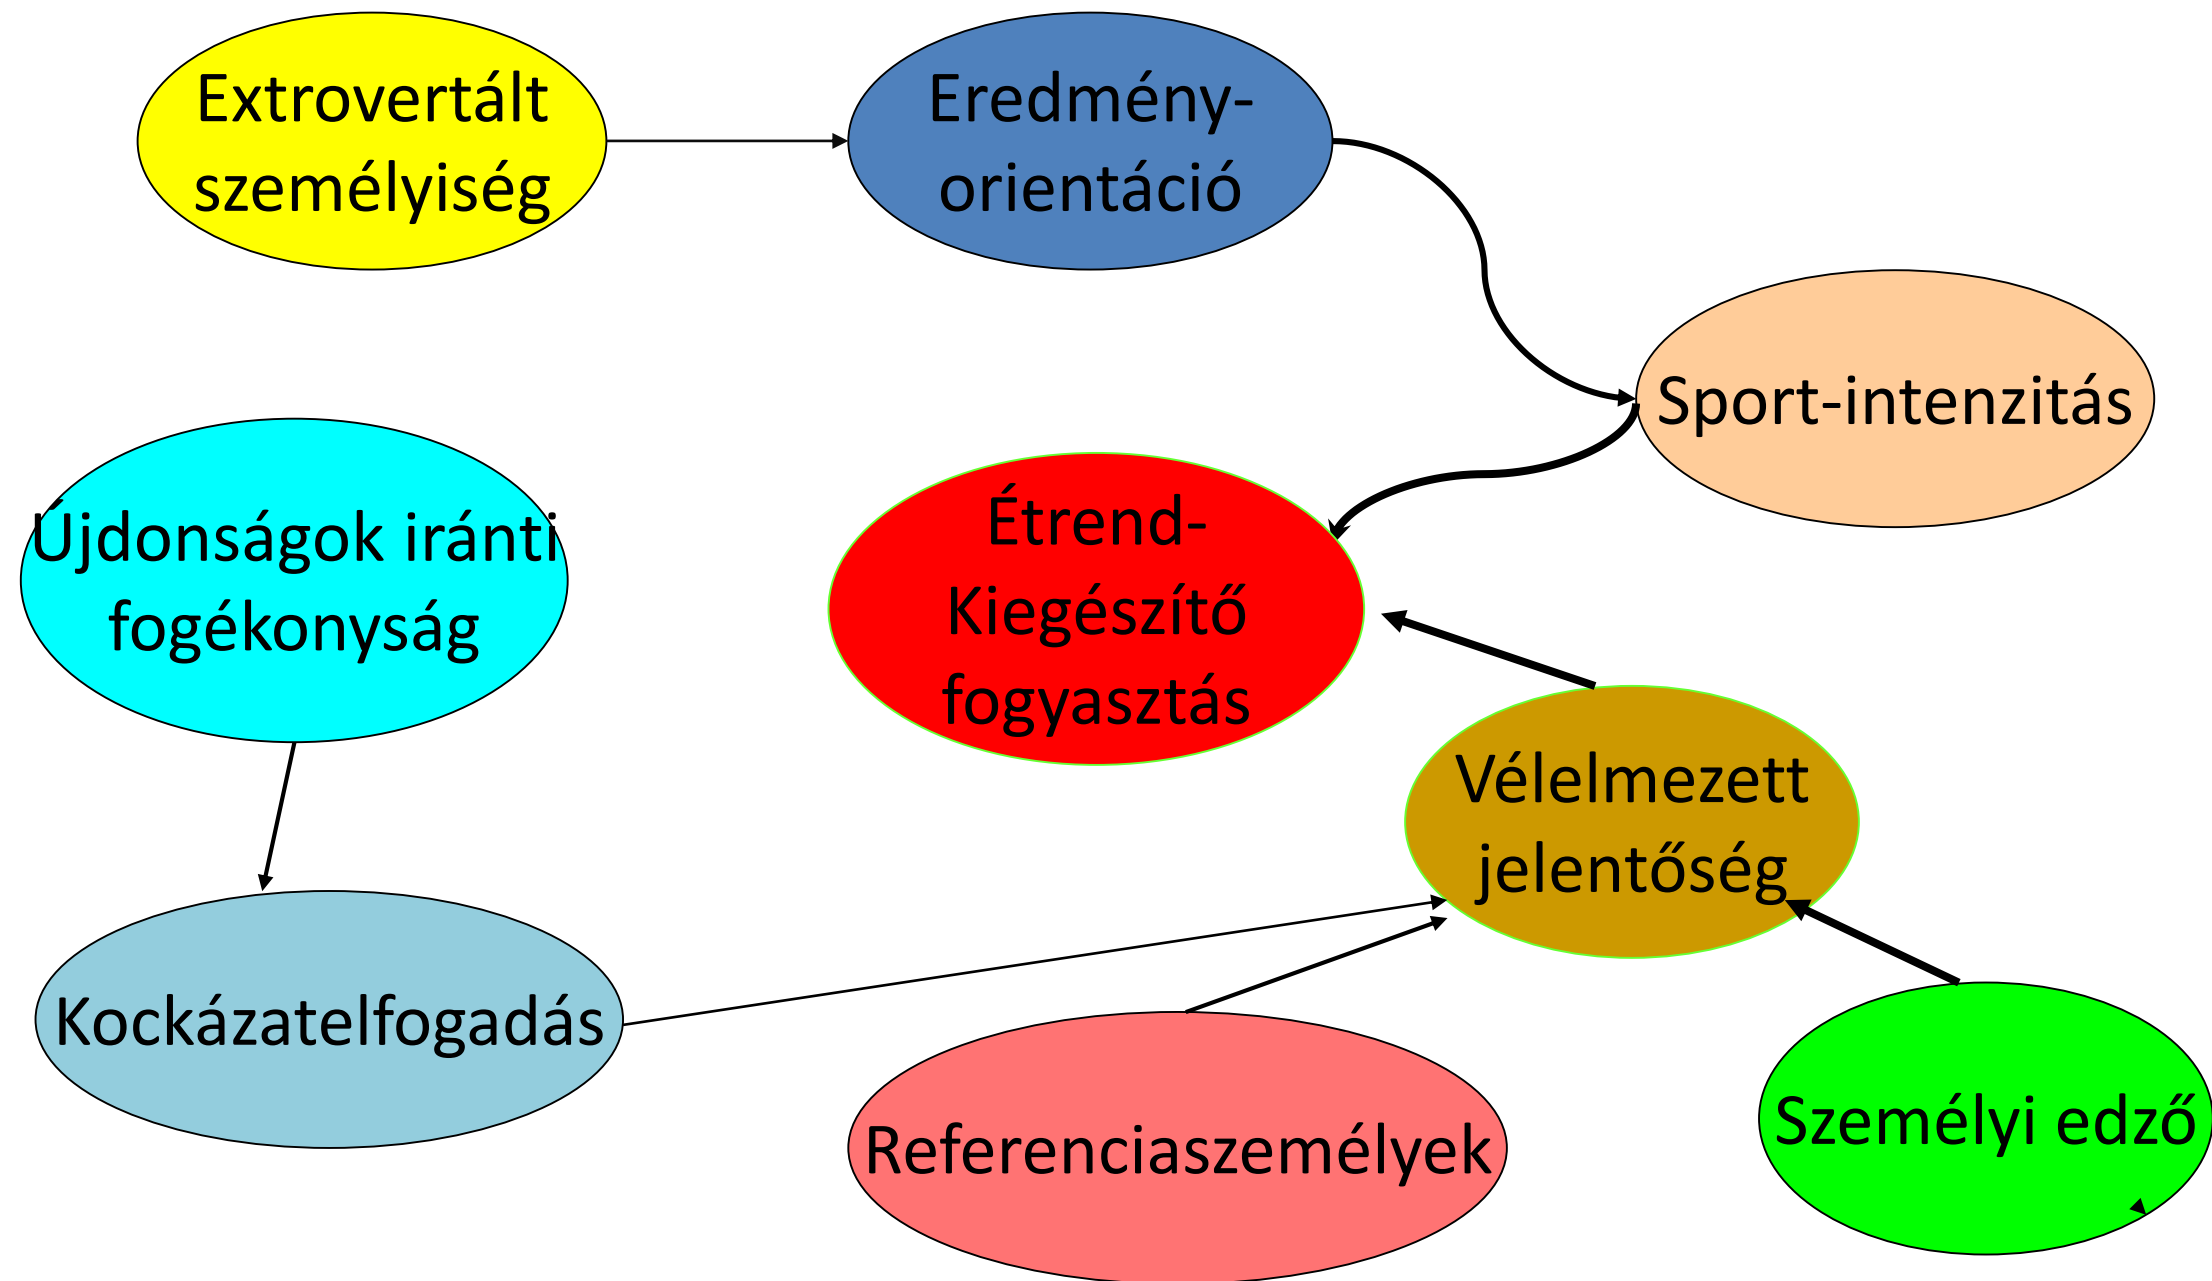 Extrovertált
személyiség
Eredmény-
orientáció
Sport-intenzitás
Újdonságok iránti
fogékonyság
Étrend-
Kiegészítő
fogyasztás
Vélelmezett
jelentőség
Kockázatelfogadás
Referenciaszemélyek
Személyi edző